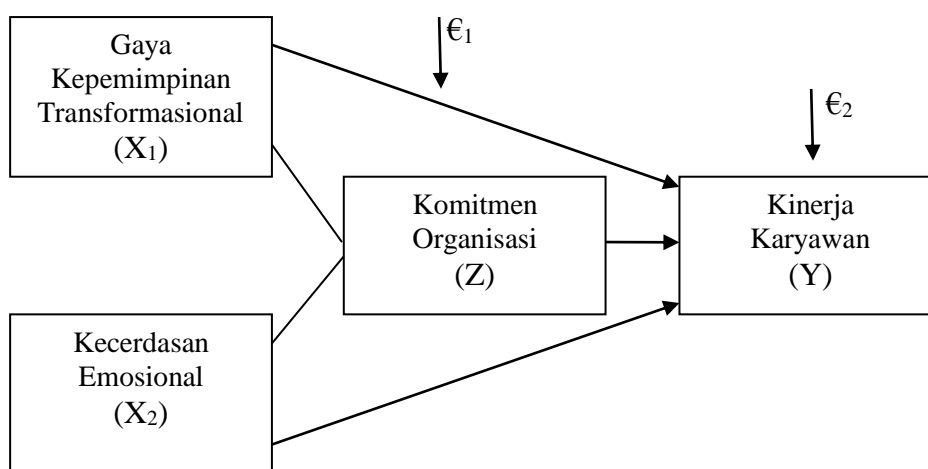 Gaya
Kepemimpinan
Transformasional
(X₁)
€₁
€₂
Komitmen
Organisasi
(Z)
Kinerja
Karyawan
(Y)
Kecerdasan
Emosional
(X₂)